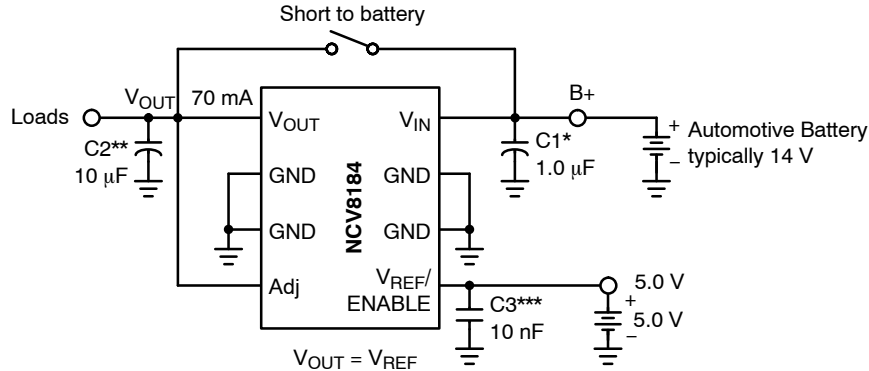 Short to battery
Loads
VOUT
70 mA
C2**
10 μF
VOUT
VIN
GND
GND
GND
GND
Adj
VREF/
ENABLE
NCV8184
B+
C1*
1.0 μF
+ Automotive Battery
− typically 14 V
C3***
10 nF
5.0 V
+
5.0 V
−
VOUT = VREF